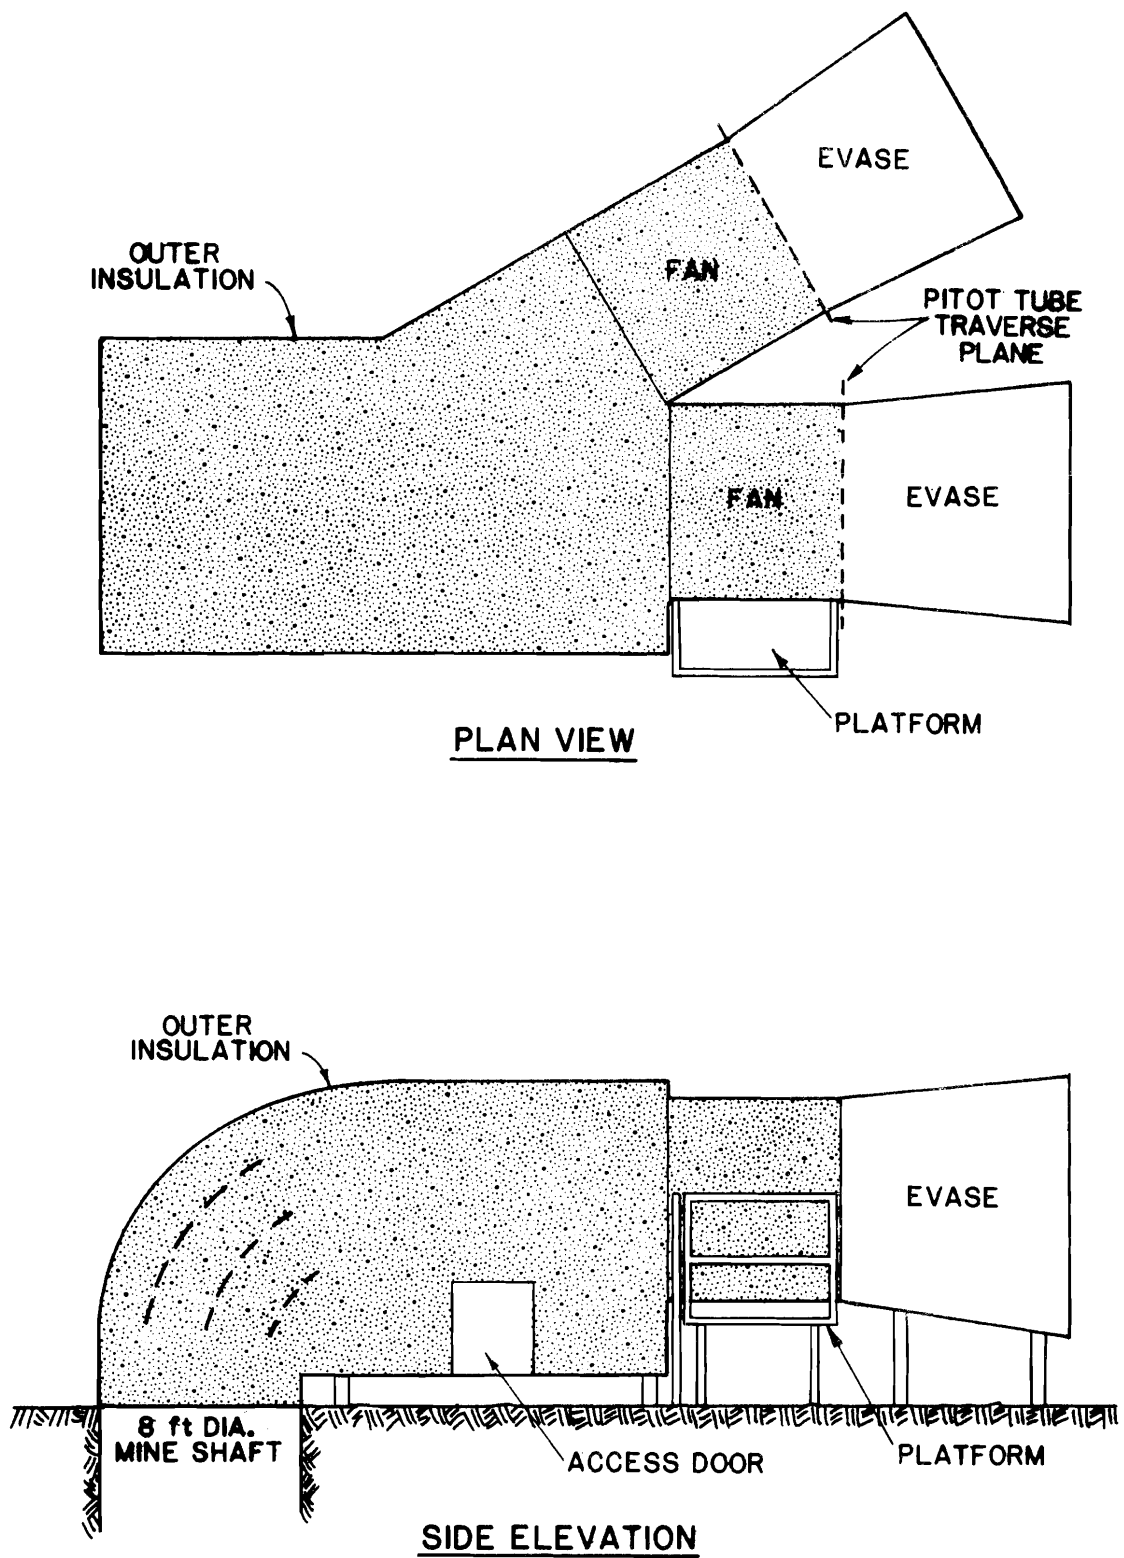 EVASE
FAN
OUTER
INSULATION
PITOT TUBE
TRAVERSE
PLANE
FAN
EVASE
PLATFORM
PLAN VIEW
OUTER
INSULATION
EVASE
8 ft DIA.
MINE SHAFT
ACCESS DOOR
PLATFORM
SIDE ELEVATION